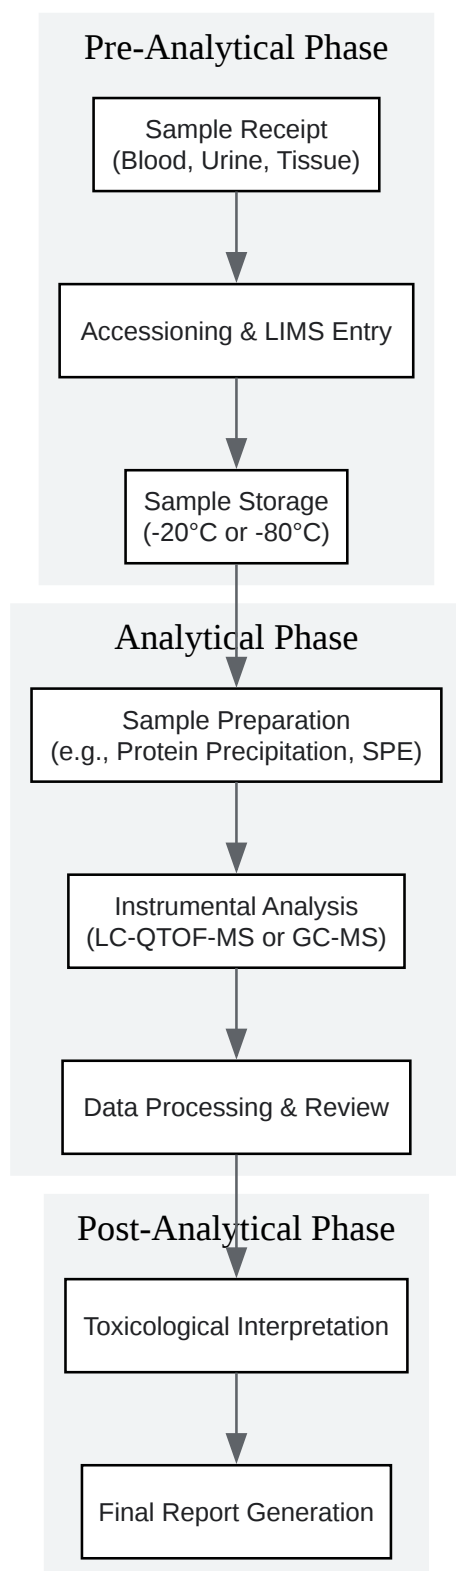 Pre-Analytical Phase
Sample Receipt
(Blood, Urine, Tissue)
Accessioning & LIMS Entry
Sample Storage
(-20°C or -80°C)
Analytical Phase
Sample Preparation
(e.g., Protein Precipitation, SPE)
Instrumental Analysis
(LC-QTOF-MS or GC-MS)
Data Processing & Review
Post-Analytical Phase
Toxicological Interpretation
Final Report Generation